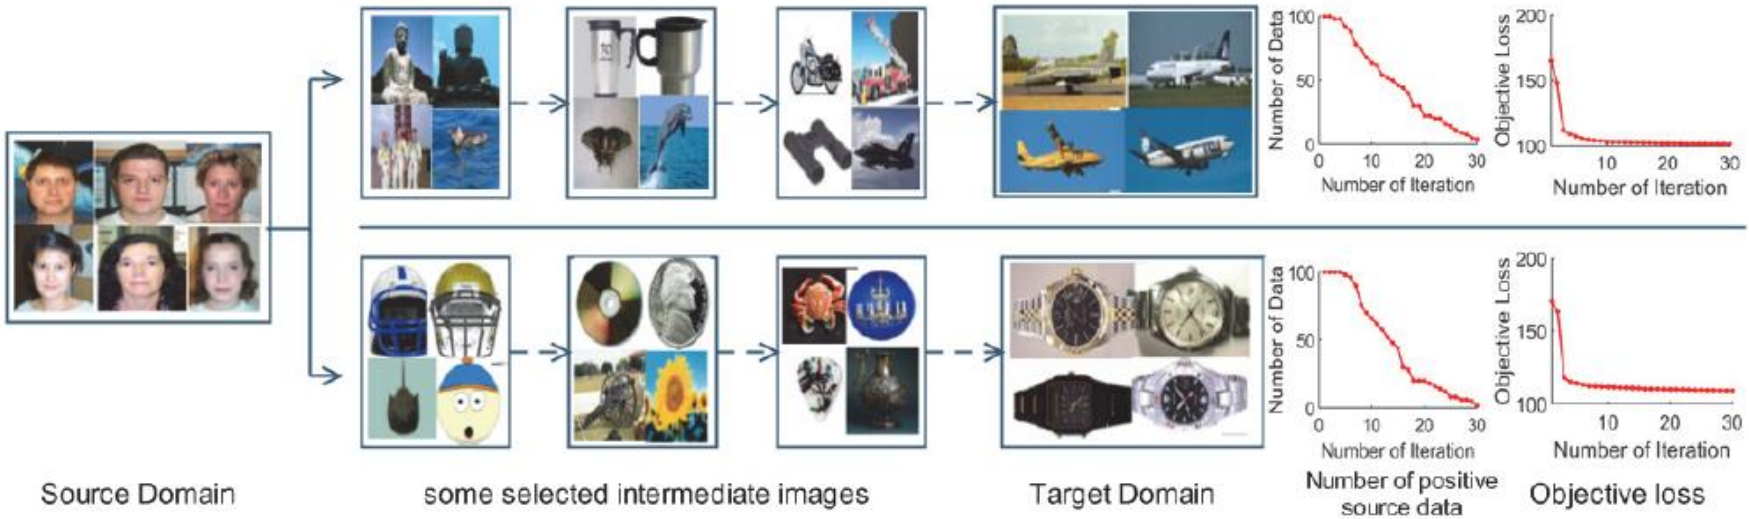 100
50
0
0
10
20
30
Number of Data
Number of Iteration
200
150
100
10
20
30
Objective Loss
Number of Iteration
100
50
0
0
10
20
30
Number of Data
Number of Iteration
200
150
100
10
20
30
Objective Loss
Number of Iteration
Source Domain
some selected intermediate images
Target Domain
Number of positive
source data
Objective loss